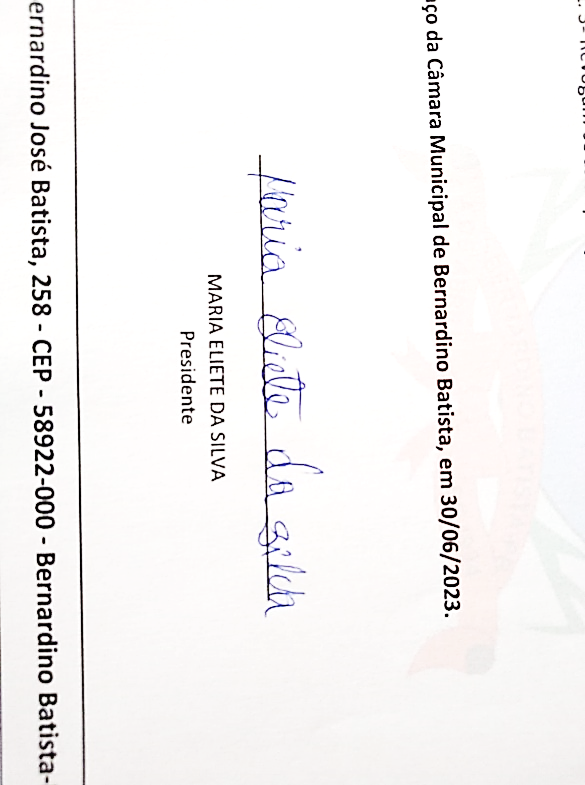 ço da Câmara Municipal de Bernardino Batista, em 30/06/2023.
Maria Eliete da Silva
MARIA ELIETE DA SILVA
Presidente
ernardino José Batista, 258 - CEP - 58922-000 - Bernardino Batista-